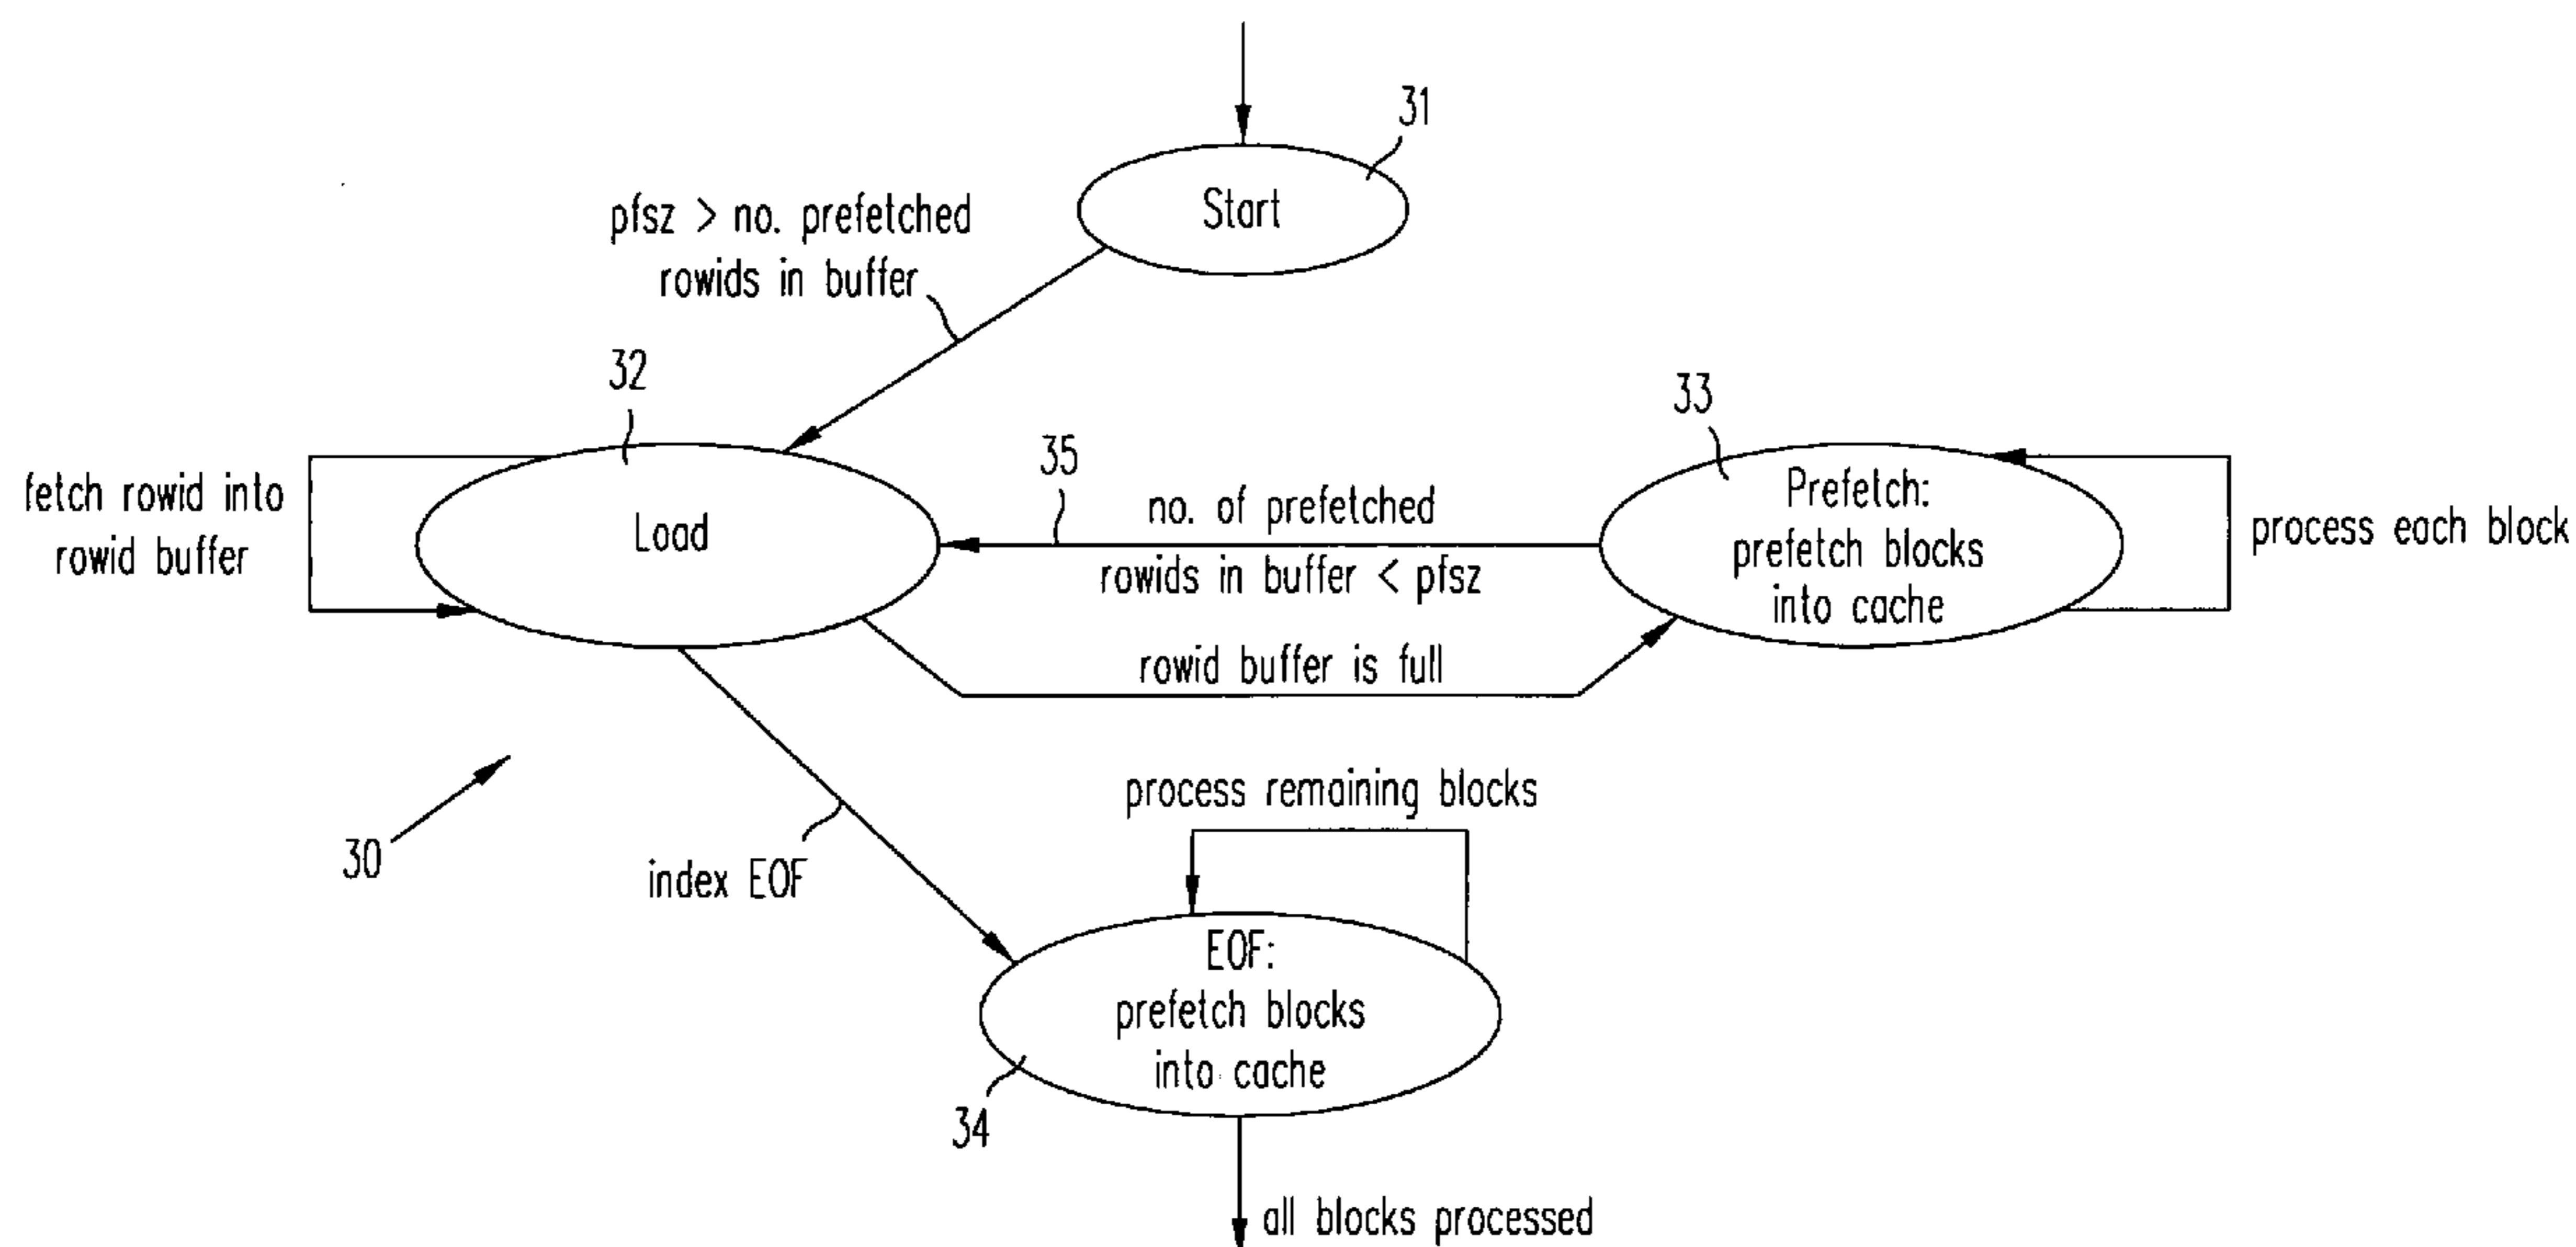 31
Start
pfsz > no. prefetched
rowids in buffer
32
Load
fetch rowid into
rowid buffer
35
no. of prefetched
rowids in buffer < pfsz
rowid buffer is full
33
Prefetch:
prefetch blocks
into cache
process each block
30
index EOF
process remaining blocks
EOF:
prefetch blocks
into cache
34
all blocks processed